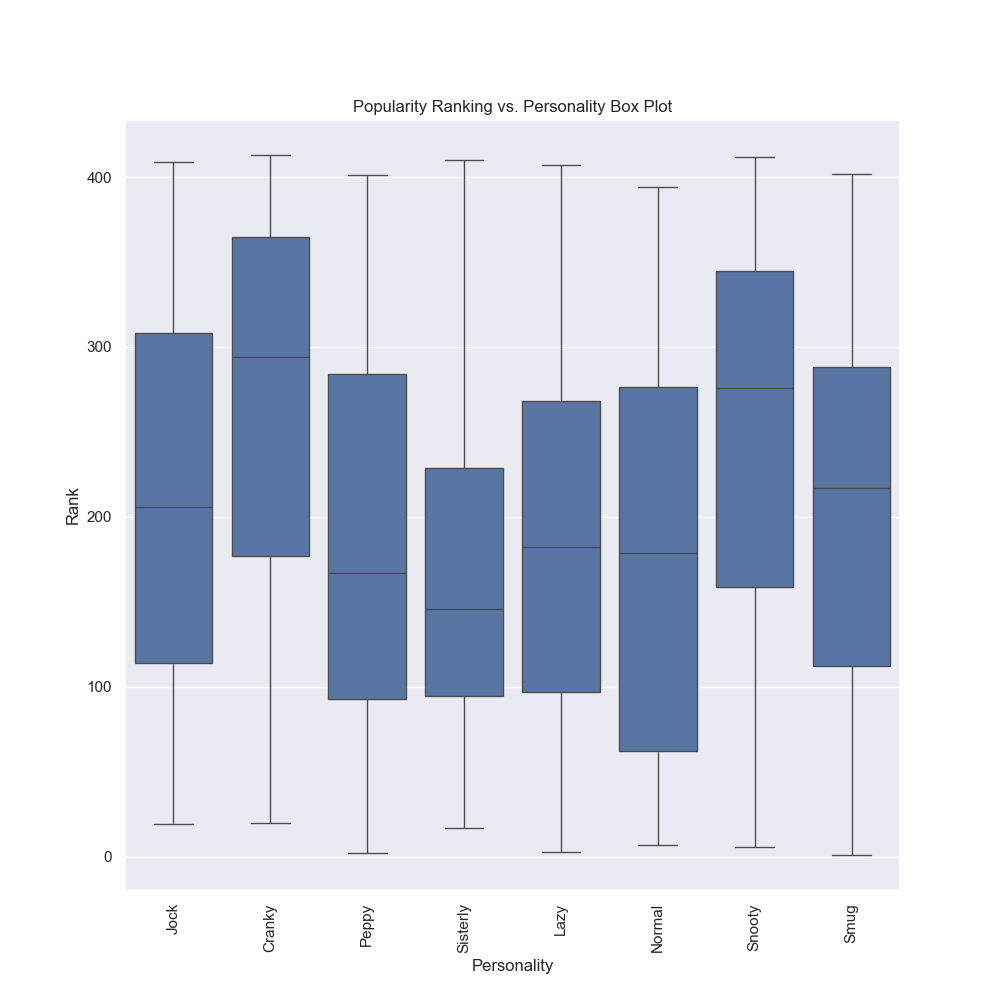 Popularity Ranking vs. Personality Box Plot
400
300
200
100
0
Rank
Jock
Cranky
Peppy
Sisterly
Lazy
Normal
Snooty
Smug
Personality